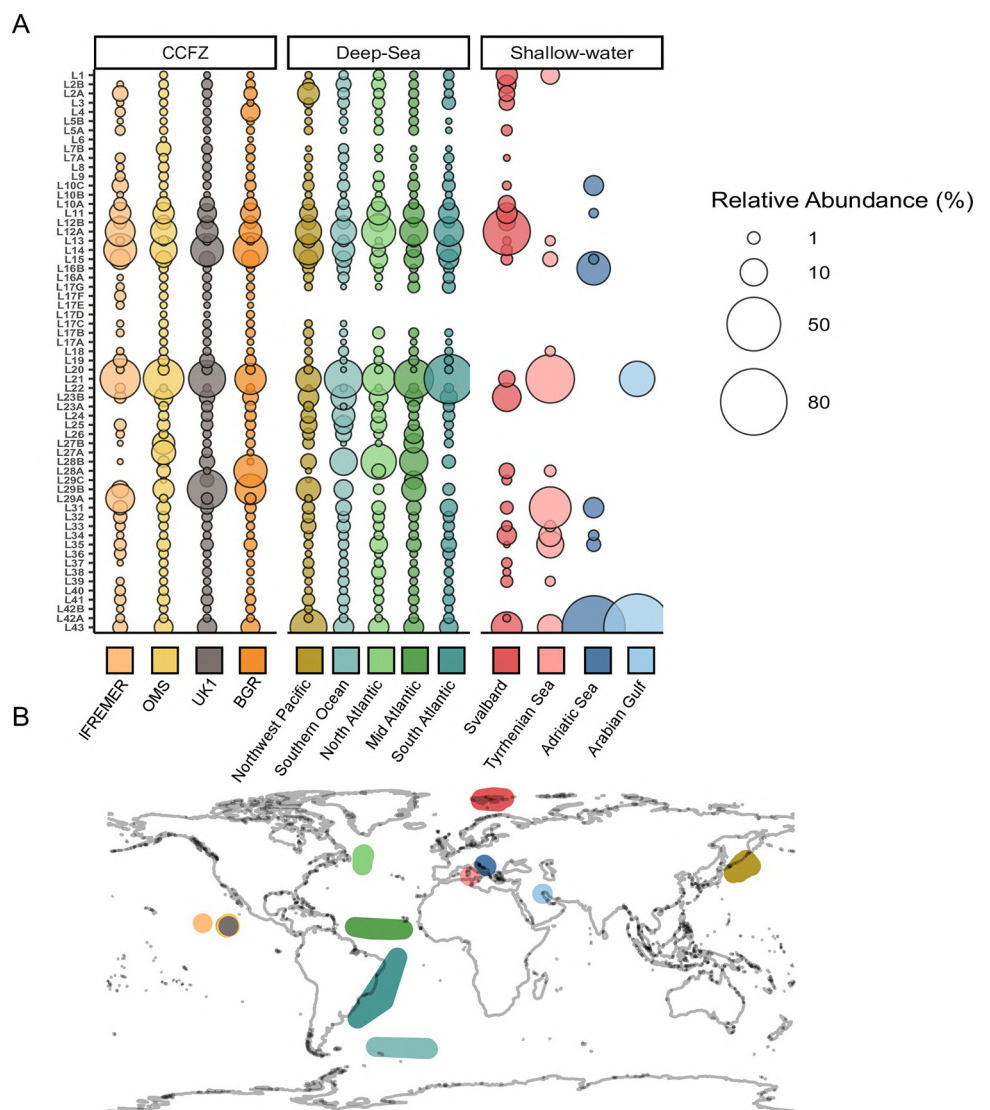 A
CCFZ
Deep-Sea
Shallow-water
L1
L2B
L2A
L3
L4
L5B
L5A
L6
L7B
L7A
L8
L9
L10C
L10B
L10A
L11
L12B
L12A
L13
L14
L15
L16B
L16A
L17G
L17F
L17E
L17D
L17C
L17B
L17A
L18
L19
L20
L21
L22
L23B
L23A
L24
L25
L26
L27B
L27A
L28B
L28A
L29C
L29B
L29A
L31
L32
L33
L34
L35
L36
L37
L38
L39
L40
L41
L42B
L42A
L43
Relative Abundance (%)
1
10
50
80
IFREMER
OMS
UK1
BGR
Northwest Pacific
Southern Ocean
North Atlantic
Mid Atlantic
South Atlantic
Svalbard
Tyrrhenian Sea
Adriatic Sea
Arabian Gulf
B